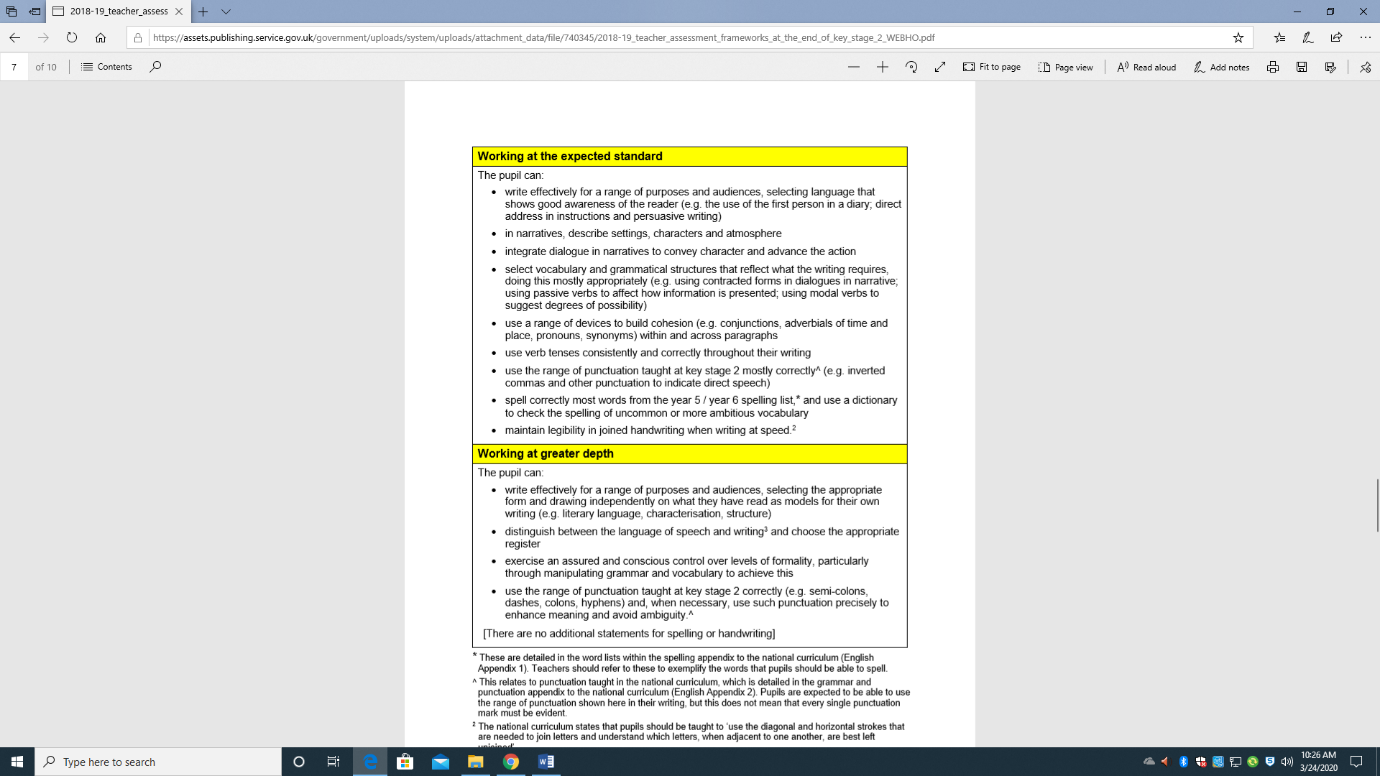 2018-19_teacher_assess
https://assets.publishing.service.gov.uk/government/uploads/system/uploads/attachment_data/file/740345/2018-19_teacher_assessment_frameworks_at_the_end_of_key_stage_2_WEBHO.pdf
7 of 10 Contents Fit to page Page view Read aloud Add notes
Working at the expected standard
The pupil can:
• write effectively for a range of purposes and audiences, selecting language that
shows good awareness of the reader (e.g. the use of the first person in a diary; direct
address in instructions and persuasive writing)
• in narratives, describe settings, characters and atmosphere
• integrate dialogue in narratives to convey character and advance the action
• select vocabulary and grammatical structures that reflect what the writing requires,
doing this mostly appropriately (e.g. using contracted forms in dialogues in narrative;
using passive verbs to affect how information is presented; using modal verbs to
suggest degrees of possibility)
• use a range of devices to build cohesion (e.g. conjunctions, adverbials of time and
place, pronouns, synonyms) within and across paragraphs
• use verb tenses consistently and correctly throughout their writing
• use the range of punctuation taught at key stage 2 mostly correctly^ (e.g. inverted
commas and other punctuation to indicate direct speech)
• spell correctly most words from the year 5 / year 6 spelling list,* and use a dictionary
to check the spelling of uncommon or more ambitious vocabulary
• maintain legibility in joined handwriting when writing at speed.²
Working at greater depth
The pupil can:
• write effectively for a range of purposes and audiences, selecting the appropriate
form and drawing independently on what they have read as models for their own
writing (e.g. literary language, characterisation, structure)
• distinguish between the language of speech and writing³ and choose the appropriate
register
• exercise an assured and conscious control over levels of formality, particularly
through manipulating grammar and vocabulary to achieve this
• use the range of punctuation taught at key stage 2 correctly (e.g. semi-colons,
dashes, colons, hyphens) and, when necessary, use such punctuation precisely to
enhance meaning and avoid ambiguity.^
[There are no additional statements for spelling or handwriting]
* These are detailed in the word lists within the spelling appendix to the national curriculum (English
Appendix 1). Teachers should refer to these to exemplify the words that pupils should be able to spell.
^ This relates to punctuation taught in the national curriculum, which is detailed in the grammar and
punctuation appendix to the national curriculum (English Appendix 2). Pupils are expected to be able to use
the range of punctuation shown here in their writing, but this does not mean that every single punctuation
mark must be evident.
² The national curriculum states that pupils should be taught to 'use the diagonal and horizontal strokes that
are needed to join letters and understand which letters, when adjacent to one another, are best left
Type here to search
10:26 AM
3/24/2020